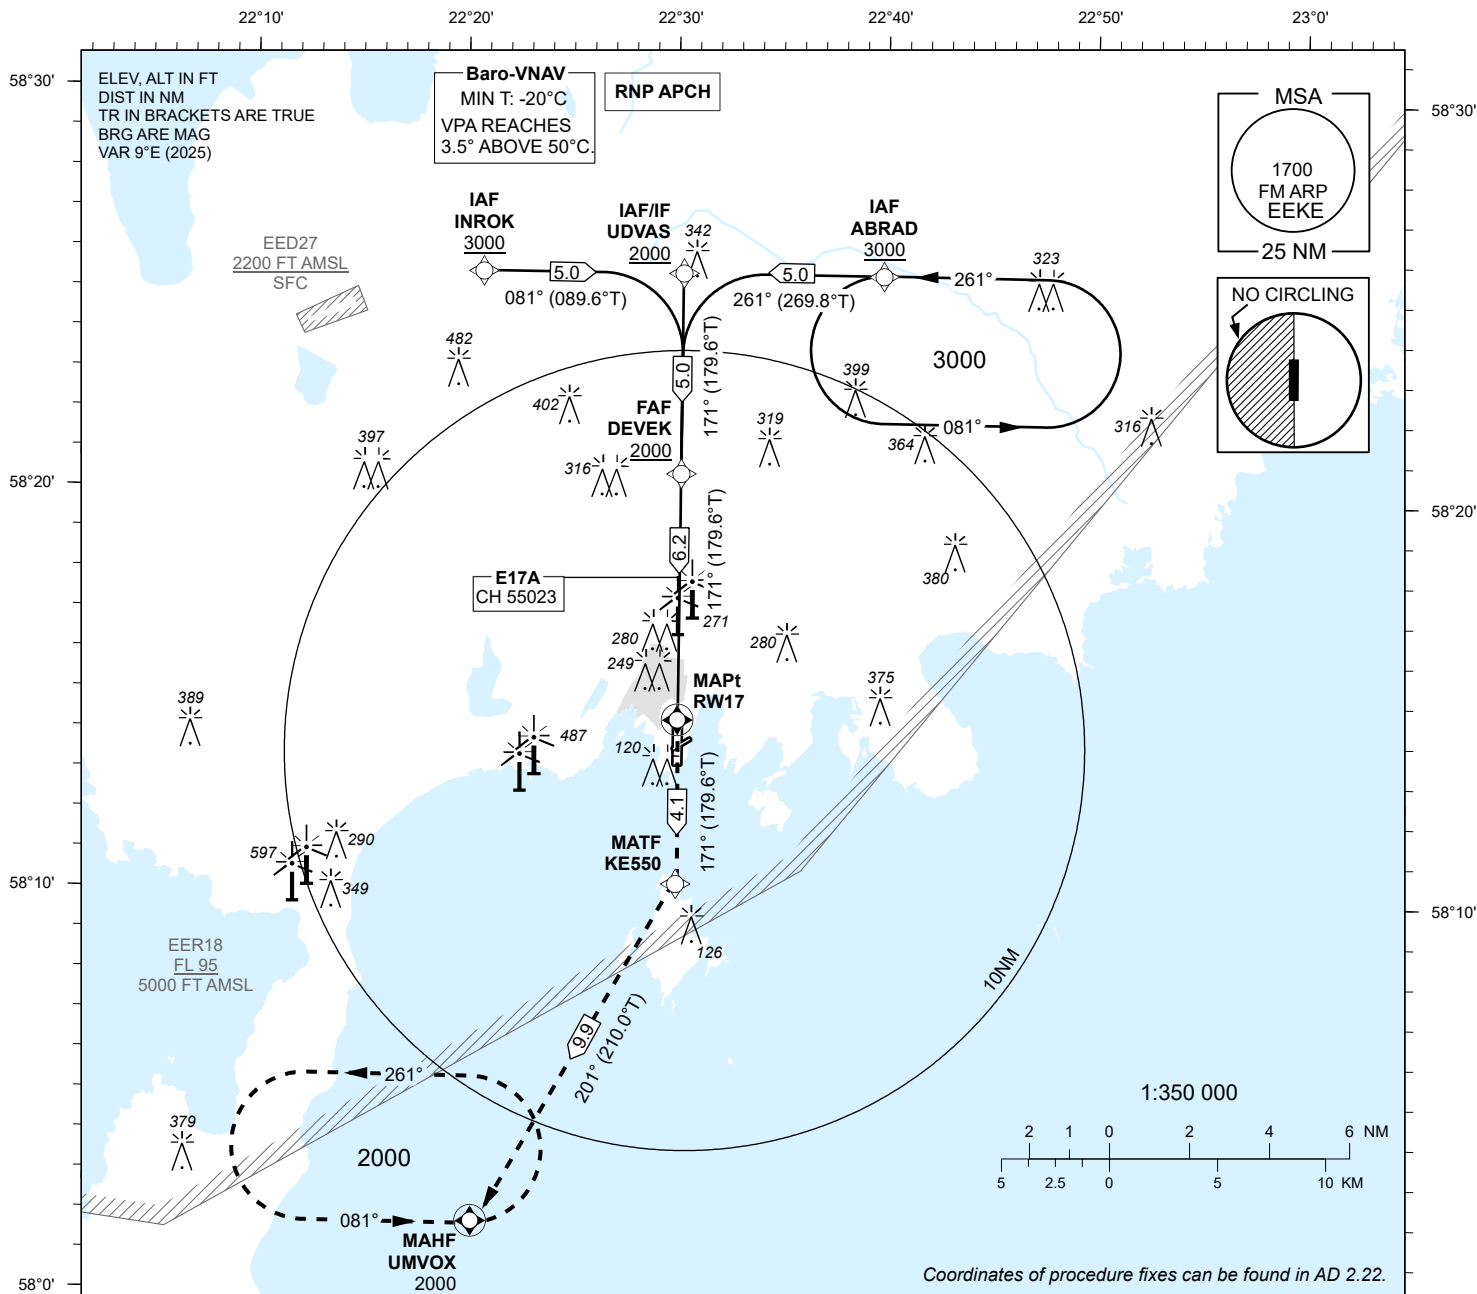 22°10'
22°20'
22°30'
22°40'
22°50'
23°0'
58°30'
58°30'
ELEV, ALT IN FT
DIST IN NM
TR IN BRACKETS ARE TRUE
BRG ARE MAG
VAR 9°E (2025)
Baro-VNAV
MIN T: -20°C
VPA REACHES
3.5° ABOVE 50°C.
RNP APCH
MSA
1700
FM ARP
EEKE
25 NM
NO CIRCLING
IAF
INROK
3000
IAF/IF
UDVAS
2000
342
IAF
ABRAD
3000
EED27
2200 FT AMSL
SFC
5.0
081° (089.6°T)
5.0
261° (269.8°T)
261°
323
3000
081°
482
402
399
364
319
316
397
316
5.0
171° (179.6°T)
FAF
DEVEK
2000
58°20'
58°20'
6.2
171° (179.6°T)
E17A
CH 55023
271
280
249
280
380
375
389
487
MAPt
RW17
120
4.1
171° (179.6°T)
MATF
KE550
597
290
349
58°10'
58°10'
126
EER18
FL 95
5000 FT AMSL
10NM
9.9
201° (210.0°T)
261°
2000
081°
379
MAHF
UMVOX
2000
1:350 000
2 1 0 2 4 6 NM
5 2.5 0 5 10 KM
58°0'
Coordinates of procedure fixes can be found in AD 2.22.